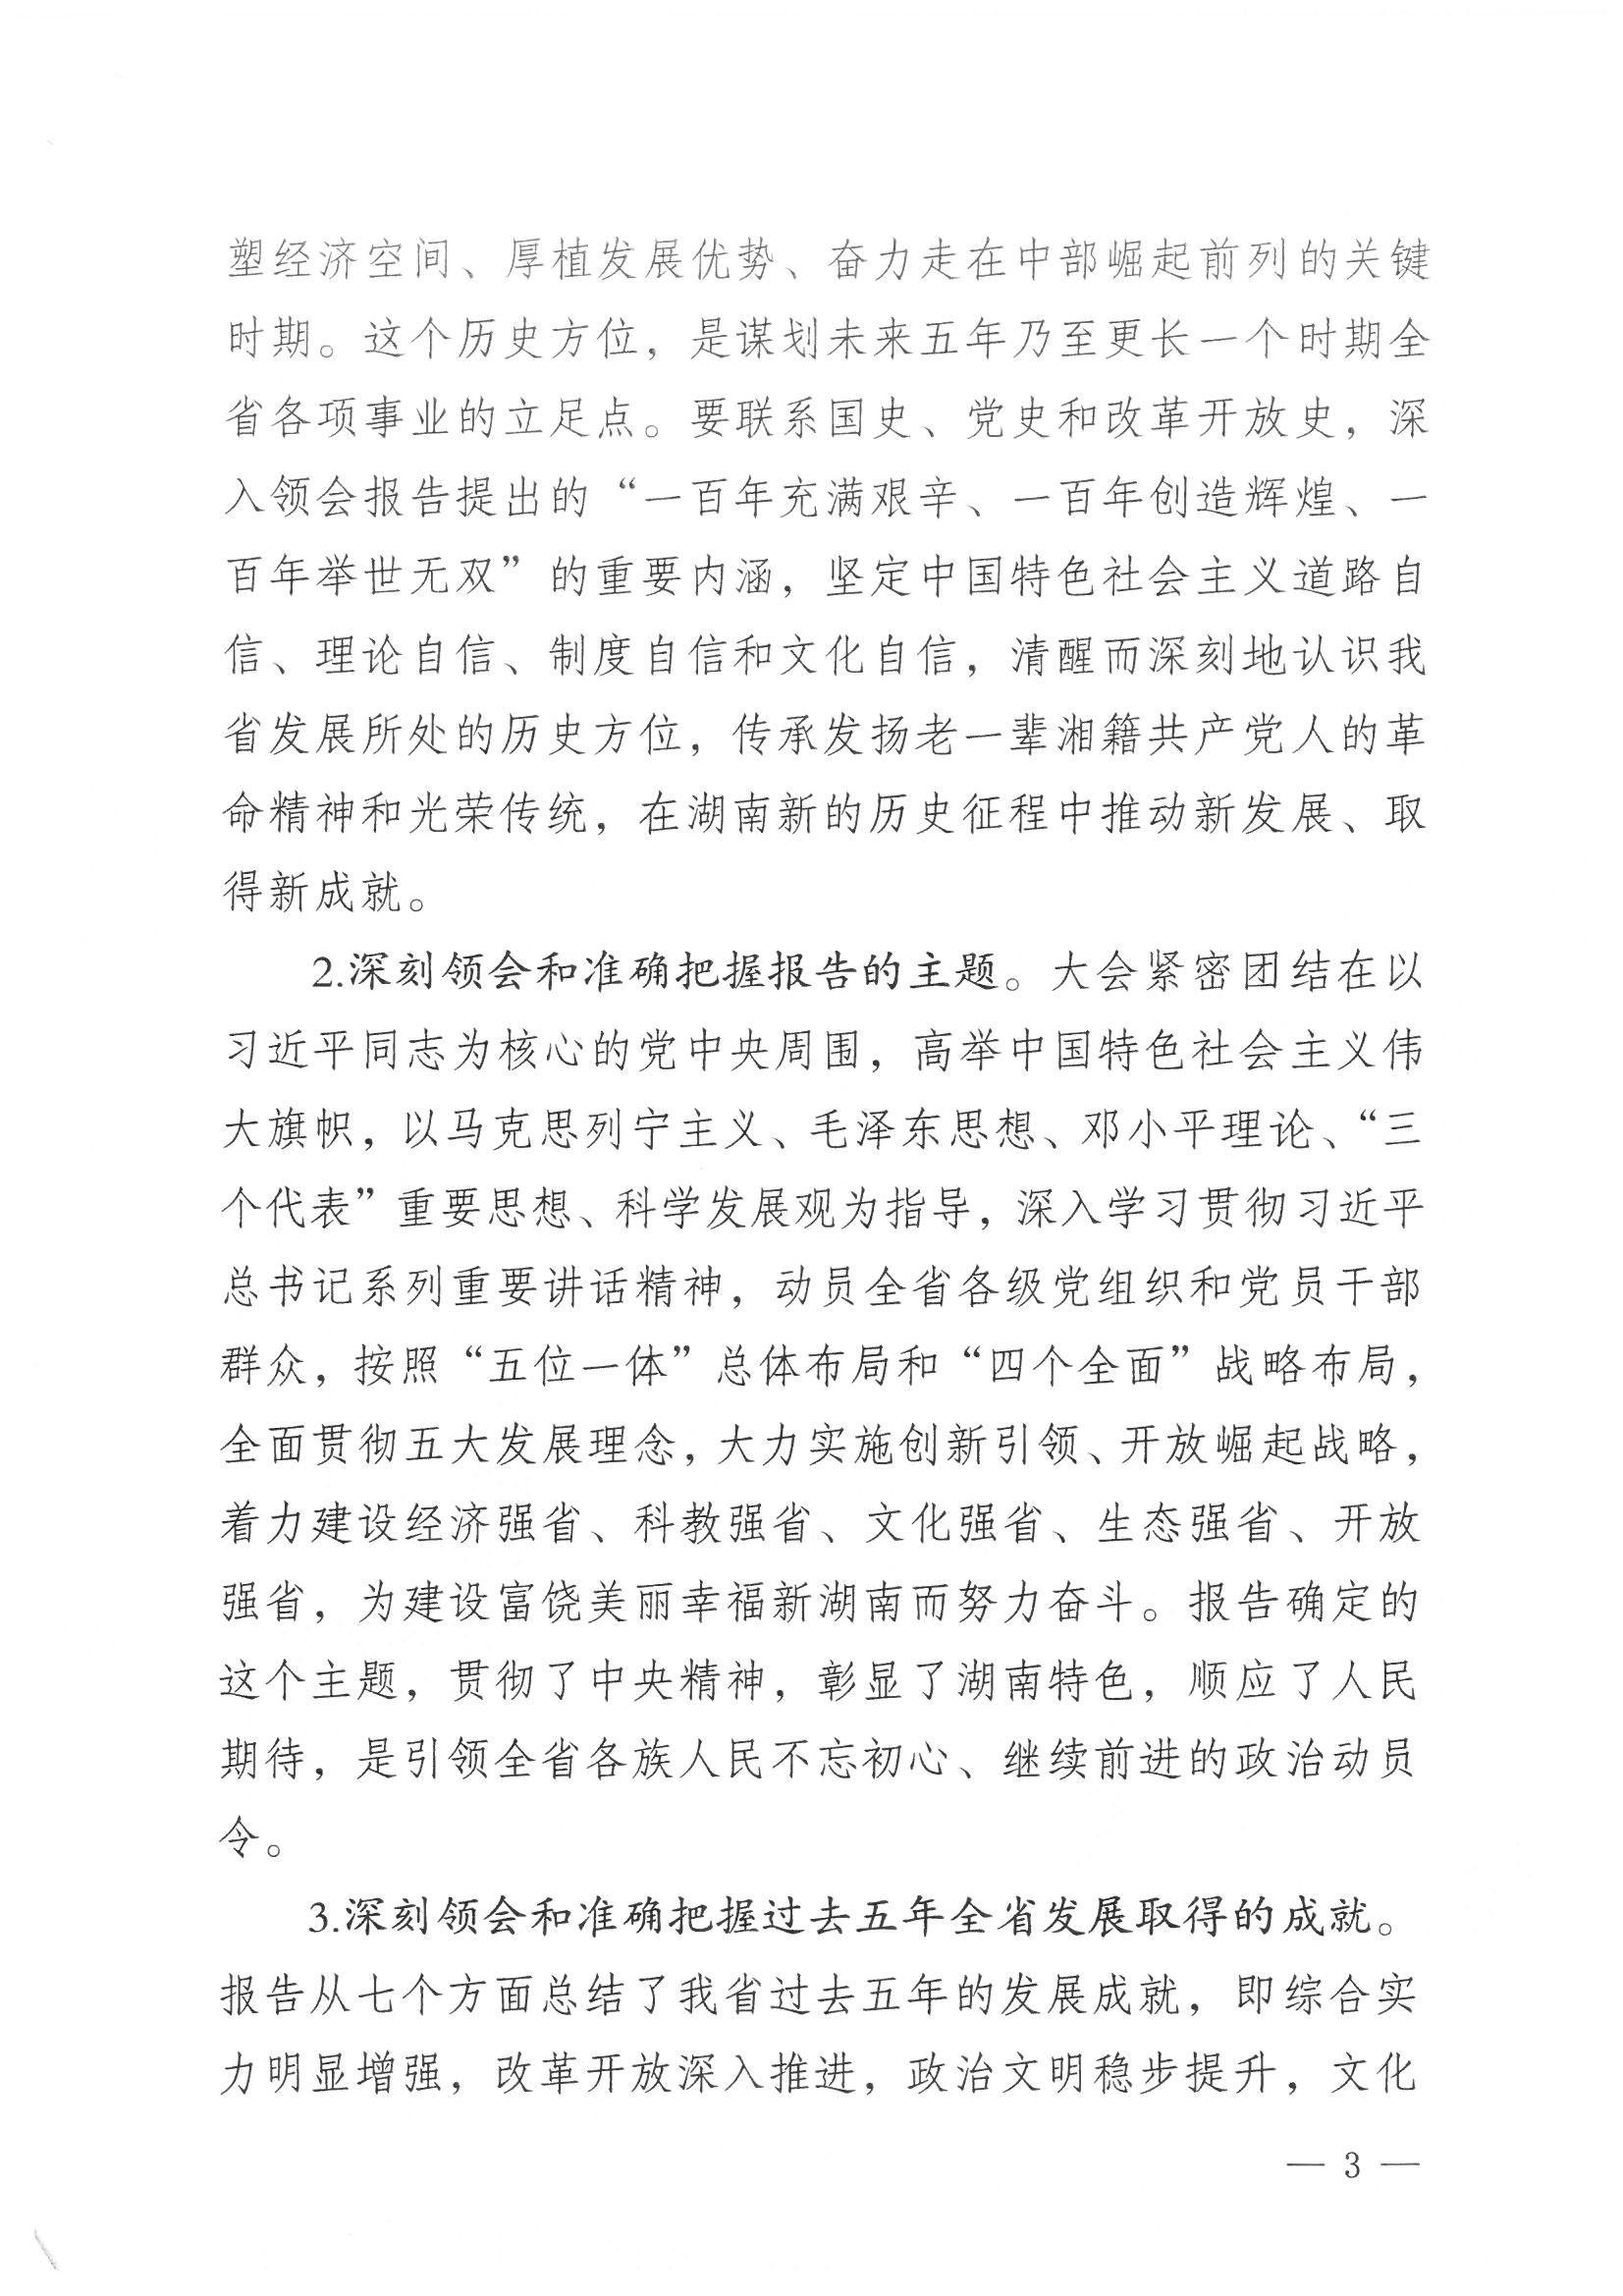 塑经济空间、厚植发展优势、奋力走在中部崛起前列的关键
时期。这个历史方位，是谋划未来五年乃至更长一个时期全
省各项事业的立足点。要联系国史、党史和改革开放史，深
入领会报告提出的“一百年充满艰辛、一百年创造辉煌、一
百年举世无双”的重要内涵，坚定中国特色社会主义道路自
信、理论自信、制度自信和文化自信，清醒而深刻地认识我
省发展所处的历史方位，传承发扬老一辈湘籍共产党人的革
命精神和光荣传统，在湖南新的历史征程中推动新发展、取
得新成就。
2.深刻领会和准确把握报告的主题。大会紧密团结在以
习近平同志为核心的党中央周围，高举中国特色社会主义伟
大旗帜，以马克思列宁主义、毛泽东思想、邓小平理论、“三
个代表”重要思想、科学发展观为指导，深入学习贯彻习近平
总书记系列重要讲话精神，动员全省各级党组织和党员干部
群众，按照“五位一体”总体布局和“四个全面”战略布局，
全面贯彻五大发展理念，大力实施创新引领、开放崛起战略，
着力建设经济强省、科教强省、文化强省、生态强省、开放
强省，为建设富饶美丽幸福新湖南而努力奋斗。报告确定的
这个主题，贯彻了中央精神，彰显了湖南特色，顺应了人民
期待，是引领全省各族人民不忘初心、继续前进的政治动员
令。
3.深刻领会和准确把握过去五年全省发展取得的成就。
报告从七个方面总结了我省过去五年的发展成就，即综合实
力明显增强，改革开放深入推进，政治文明稳步提升，文化
— 3 —